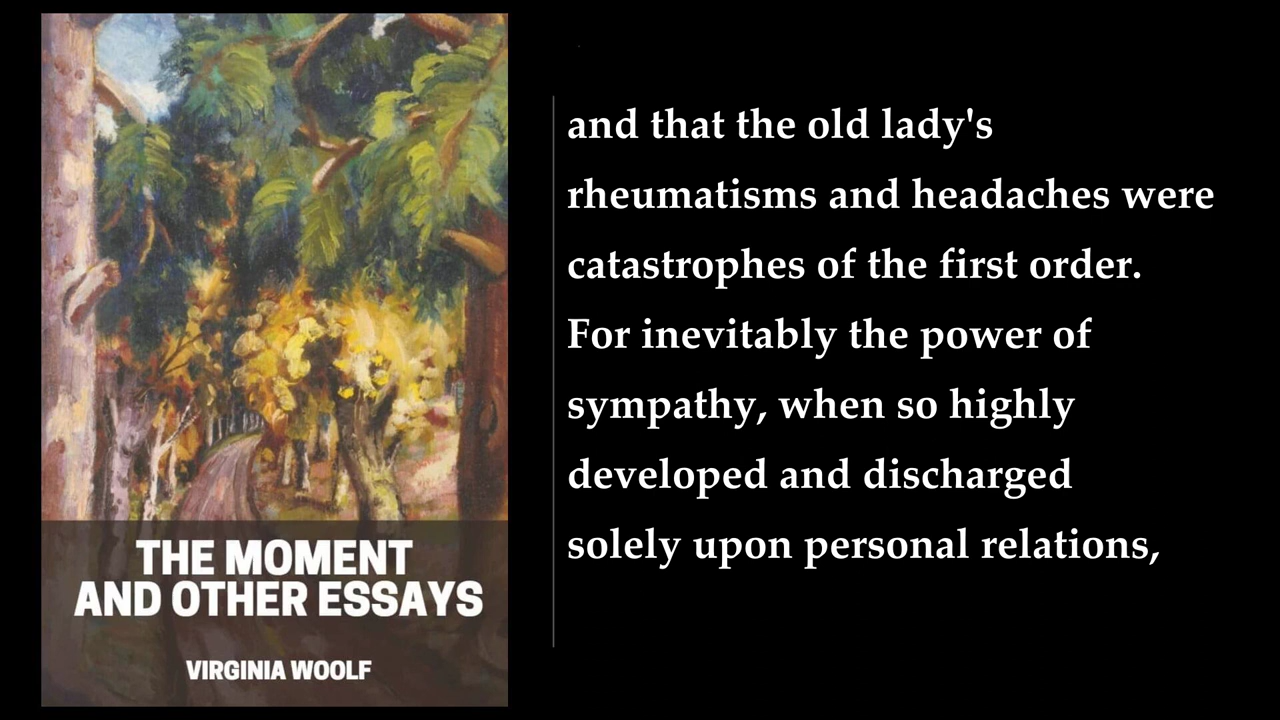 THE MOMENT
AND OTHER ESSAYS
VIRGINIA WOOLF
and that the old lady's
rheumatisms and headaches were
catastrophes of the first order.
For inevitably the power of
sympathy, when so highly
developed and discharged
solely upon personal relations,